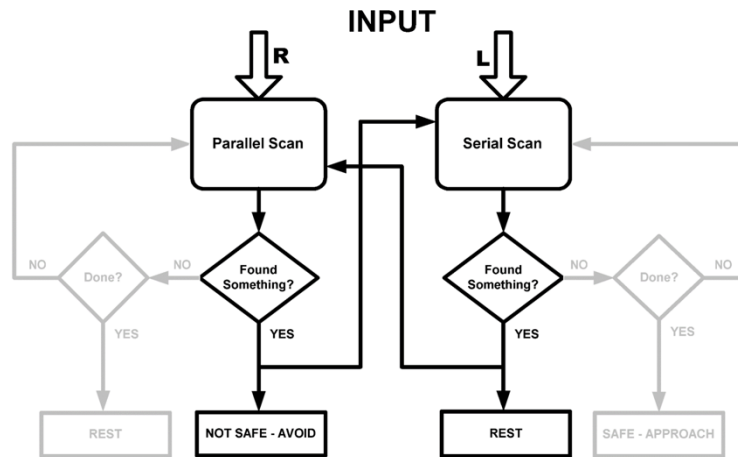 INPUT
R
L
Parallel Scan
Serial Scan
Done?
NO
NO
Found
Something?
Found
Something?
NO
Done?
NO
YES
YES
YES
YES
REST
NOT SAFE - AVOID
REST
SAFE - APPROACH